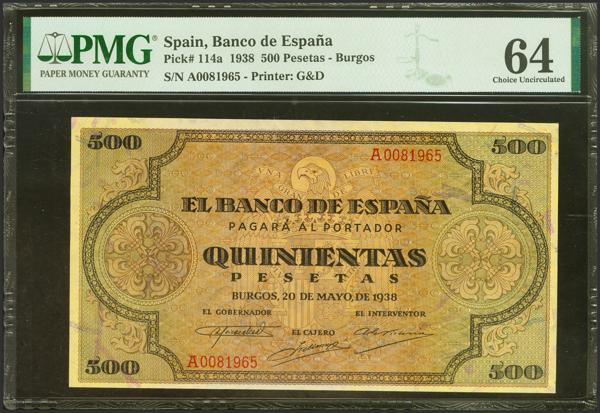 PMG
PAPER MONEY GUARANTY
Spain, Banco de España
Pick# 114a 1938 500 Pesetas - Burgos
S/N A0081965 - Printer: G&D
64
Choice Uncirculated
500
A0081965
500
UNA
LIBRE
EL BANCO DE ESPAÑA
PAGARÁ AL PORTADOR
QUINIENTAS
PESETAS
BURGOS, 20 DE MAYO, DE 1938
EL GOBERNADOR
EL INTERVENTOR
EL CAJERO
A0081965
500
500